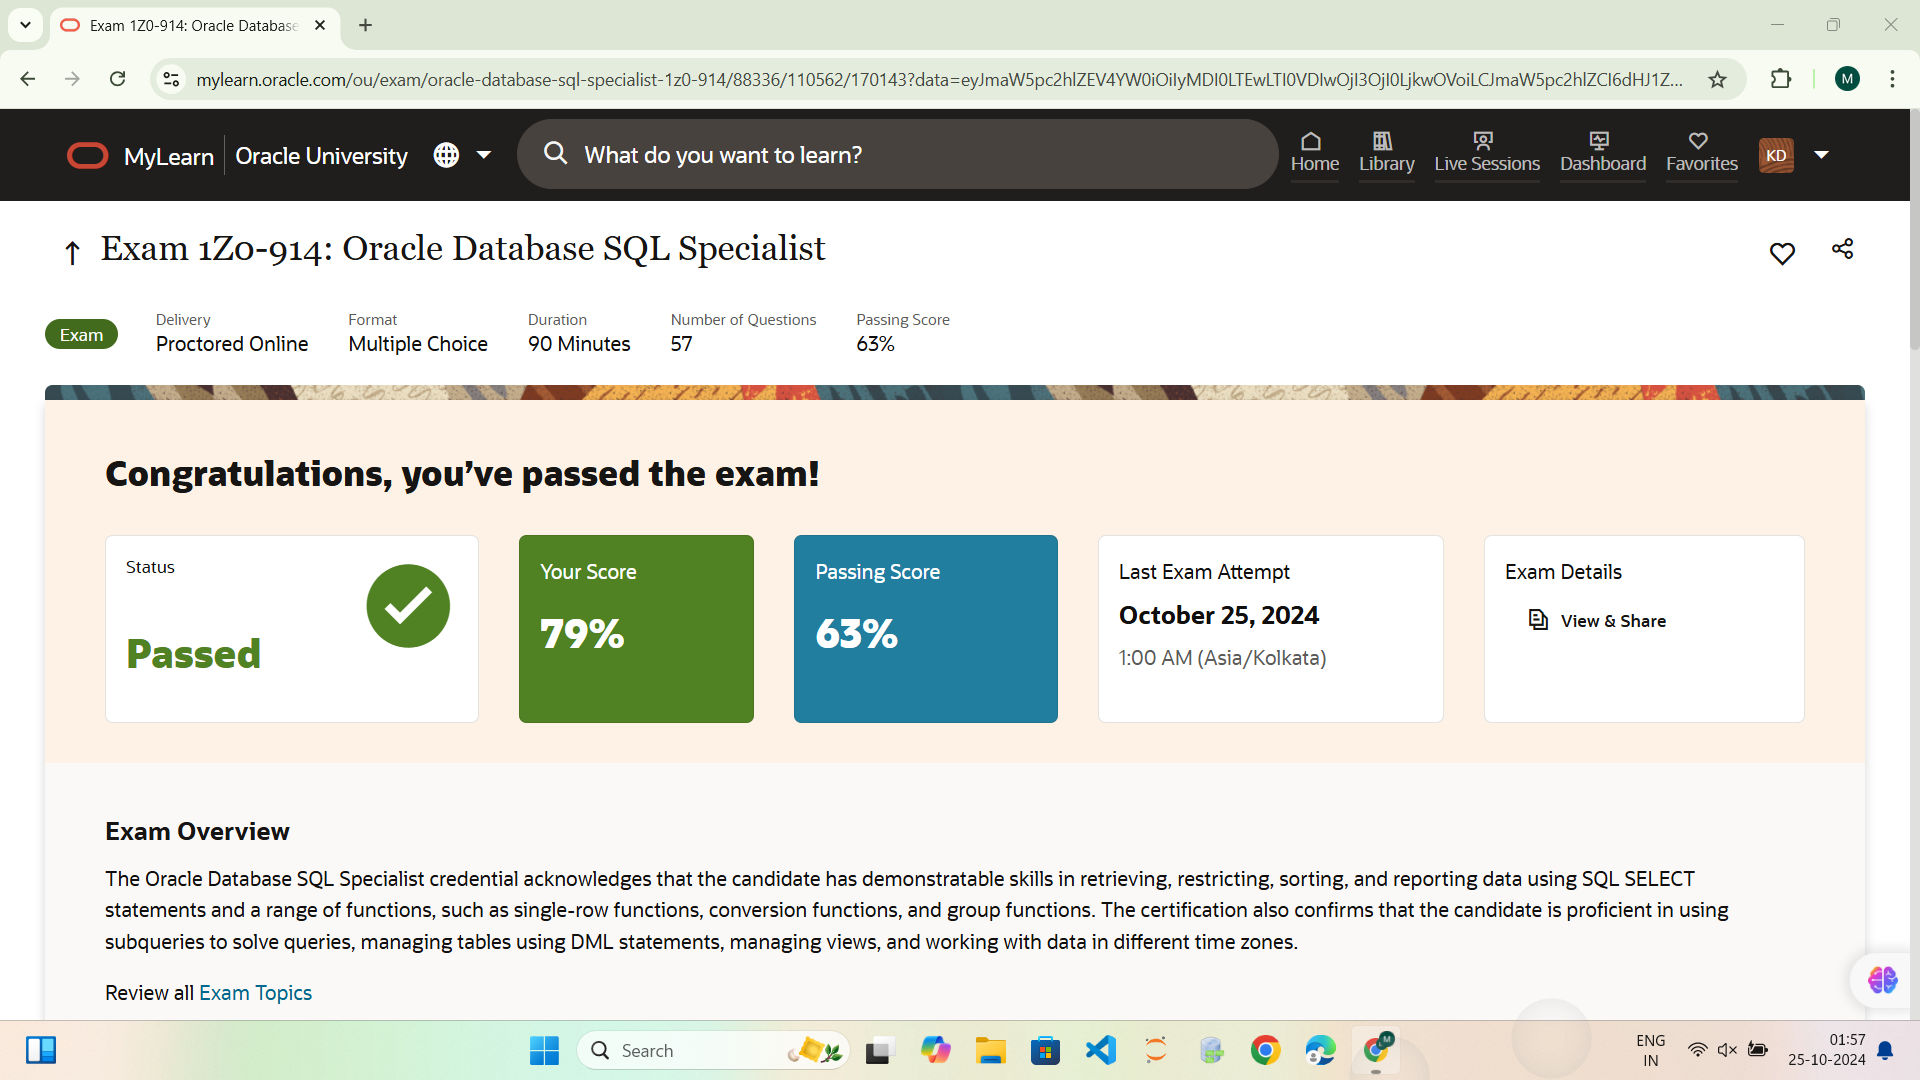 Exam 1Z0-914: Oracle Database
mylearn.oracle.com/ou/exam/oracle-database-sql-specialist-1z0-914/88336/110562/170143?data=
M
MyLearn
Oracle University
What do you want to learn?
Home
Library
Live Sessions
Dashboard
Favorites
KD
Exam 1Z0-914: Oracle Database SQL Specialist
Exam
Delivery
Proctored Online
Format
Multiple Choice
Duration
90 Minutes
Number of Questions
57
Passing Score
63%
Congratulations, you’ve passed the exam!
Status
Passed
Your Score
79%
Passing Score
63%
Last Exam Attempt
October 25, 2024
1:00 AM (Asia/Kolkata)
Exam Details
View & Share
Exam Overview
The Oracle Database SQL Specialist credential acknowledges that the candidate has demonstratable skills in retrieving, restricting, sorting, and reporting data using SQL SELECT
statements and a range of functions, such as single-row functions, conversion functions, and group functions. The certification also confirms that the candidate is proficient in using
subqueries to solve queries, managing tables using DML statements, managing views, and working with data in different time zones.
Review all Exam Topics
Search
M
ENG
IN
01:57
25-10-2024